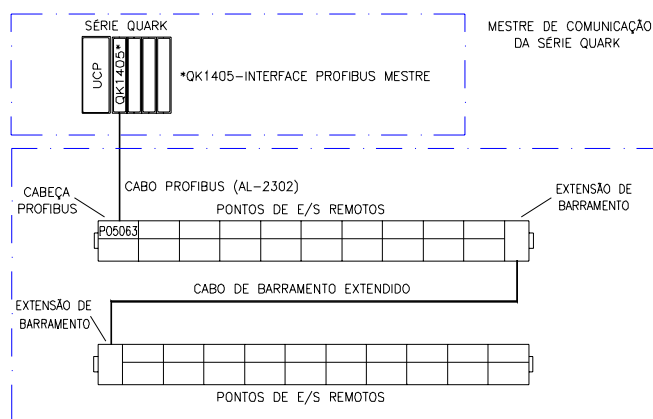 SÉRIE QUARK
MESTRE DE COMUNICAÇÃO
DA SÉRIE QUARK
UCP
QK1405*
*QK1405-INTERFACE PROFIBUS MESTRE
CABO PROFIBUS (AL-2302)
CABEÇA
PROFIBUS
PONTOS DE E/S REMOTOS
EXTENSÃO DE
BARRAMENTO
PO5063
CABO DE BARRAMENTO EXTENDIDO
EXTENSÃO DE
BARRAMENTO
PONTOS DE E/S REMOTOS